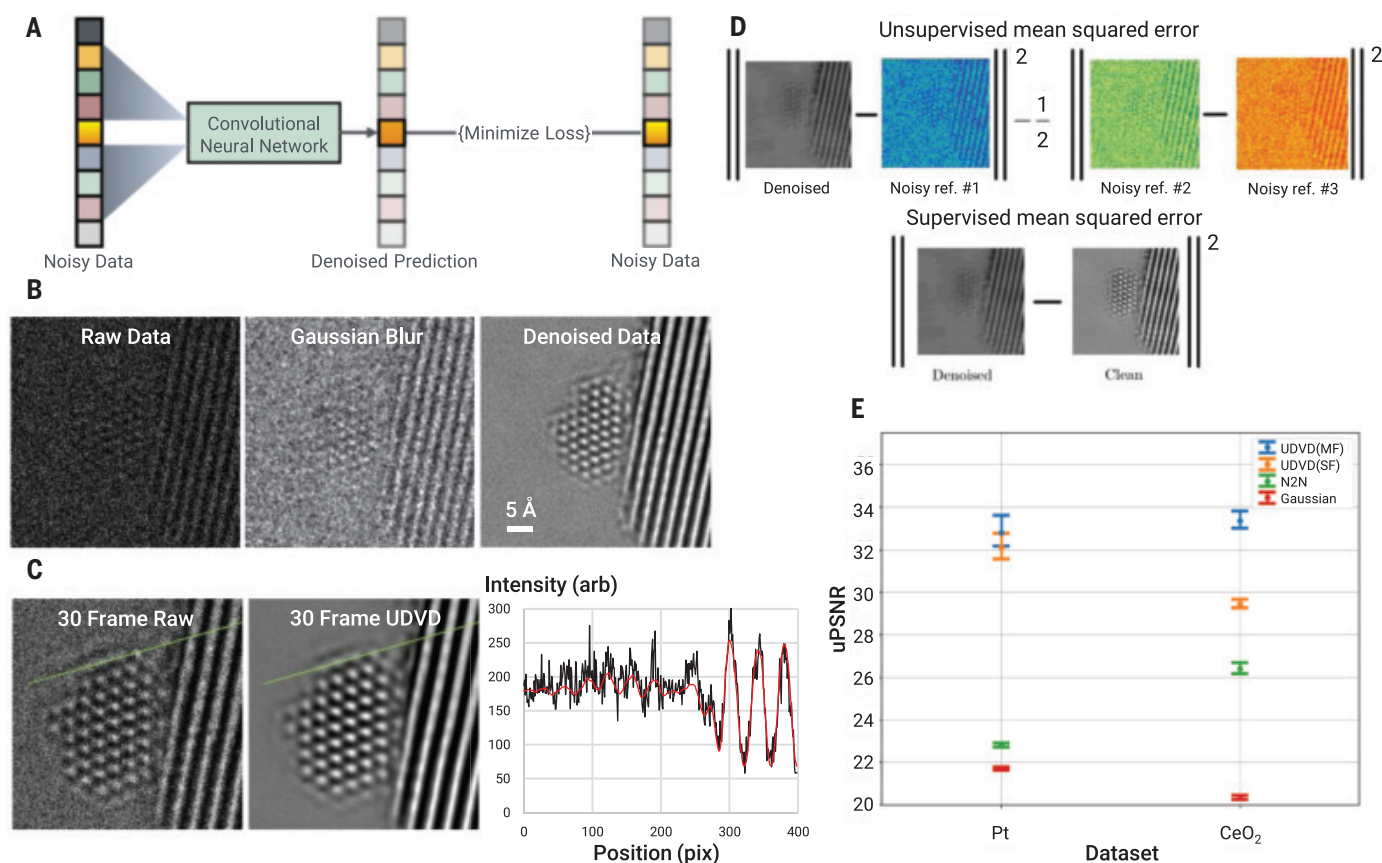 A
Convolutional
Neural Network
{Minimize Loss}
Noisy Data
Denoised Prediction
Noisy Data
B
Raw Data
Gaussian Blur
Denoised Data
5 Å
C
30 Frame Raw
30 Frame UDVD
Intensity (arb)
300
250
200
150
100
50
0
0
100
200
300
400
Position (pix)
D
Unsupervised mean squared error
2
1
2
2
Denoised
Noisy ref. #1
Noisy ref. #2
Noisy ref. #3
Supervised mean squared error
2
Denoised
Clean
E
UDVD(MF)
UDVD(SF)
N2N
Gaussian
uPSNR
36
34
32
30
28
26
24
22
20
Pt
CeO₂
Dataset